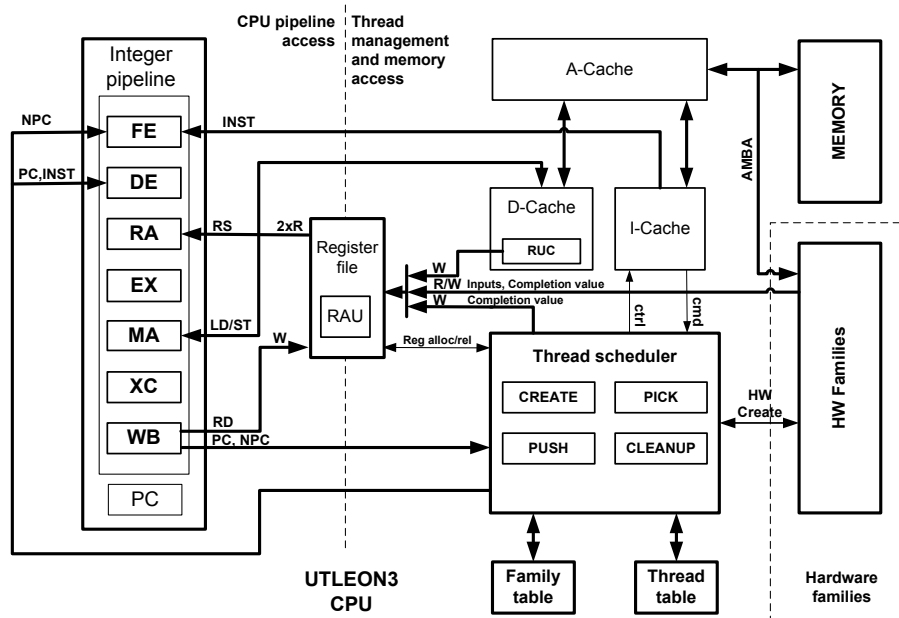 CPU pipeline
access
Thread
management
and memory
access
Integer
pipeline
A-Cache
MEMORY
AMBA
NPC
FE
INST
PC,INST
DE
D-Cache
RUC
I-Cache
RA
RS
2xR
Register
file
RAU
EX
W
R/W Inputs, Completion value
W Completion value
HW Families
MA
LD/ST
W
Reg alloc/rel
ctrl
cmd
Thread scheduler
XC
CREATE
PICK
HW
Create
WB
RD
PC, NPC
PUSH
CLEANUP
PC
UTLEON3
CPU
Family
table
Thread
table
Hardware
families